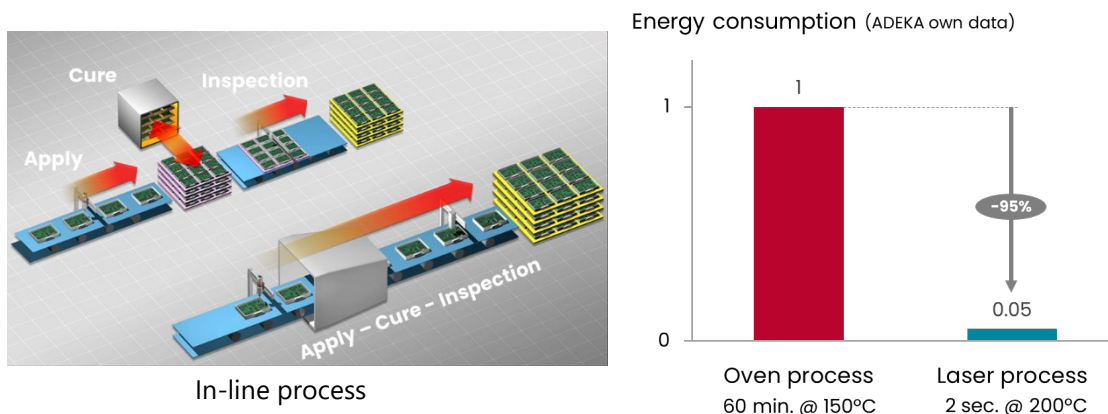 Energy consumption (ADEKA own data)
Cure
Inspection
Apply
Apply – Cure - Inspection
In-line process
1
1
-95%
0.05
0
Oven process
60 min. @ 150°C
Laser process
2 sec. @ 200°C